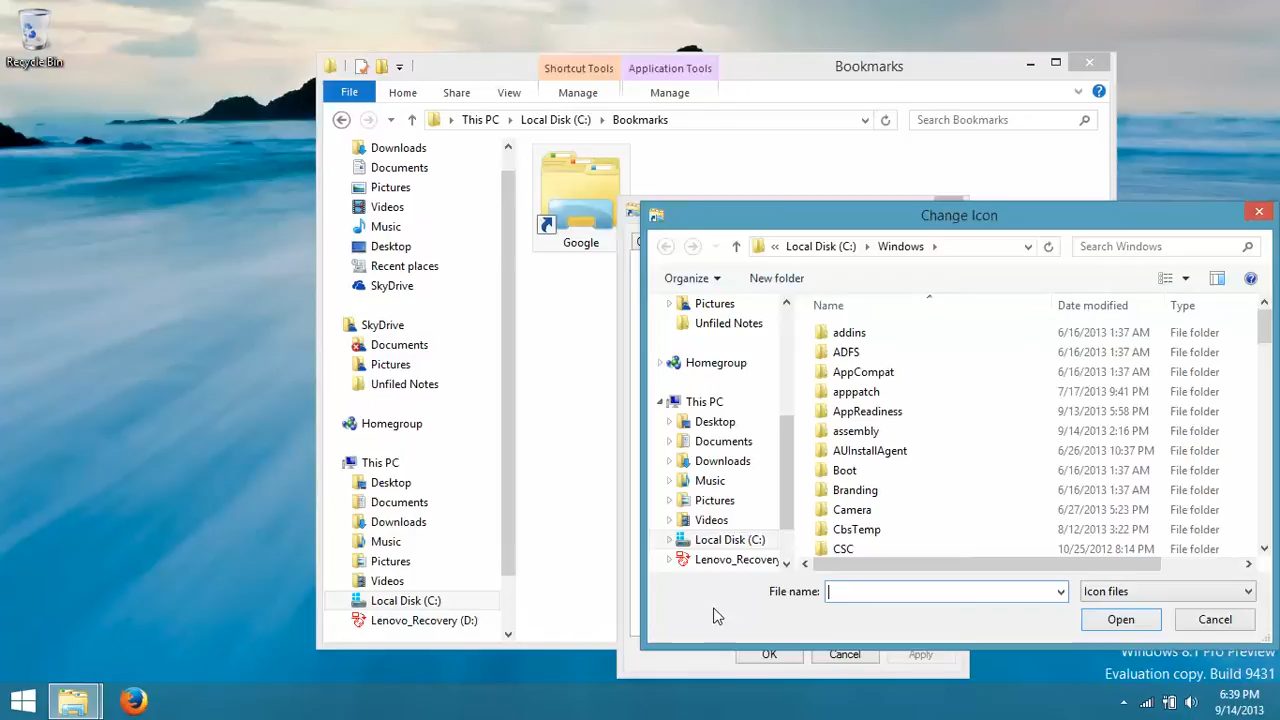 Recycle Bin
Shortcut Tools
Application Tools
Bookmarks
File
Home
Share
View
Manage
Manage
This PC
Local Disk (C:)
Bookmarks
Search Bookmarks
Downloads
Documents
Pictures
Videos
Music
Desktop
Recent places
SkyDrive
SkyDrive
Documents
Pictures
Unfiled Notes
Homegroup
This PC
Desktop
Documents
Downloads
Music
Pictures
Videos
Local Disk (C:)
Lenovo_Recovery (D:)
Google
Change Icon
«
Local Disk (C:)
Windows
Search Windows
Organize
New folder
Pictures
Unfiled Notes
Homegroup
This PC
Desktop
Documents
Downloads
Music
Pictures
Videos
Local Disk (C:)
Lenovo_Recovery
Name
Date modified
Type
addins 6/16/2013 1:37 AM File folder
ADFS 6/16/2013 1:37 AM File folder
AppCompat 6/16/2013 1:37 AM File folder
apppatch 7/17/2013 9:41 PM File folder
AppReadiness 9/13/2013 5:58 PM File folder
assembly 9/14/2013 2:16 PM File folder
AUInstallAgent 6/26/2013 10:37 PM File folder
Boot 6/16/2013 1:37 AM File folder
Branding 6/16/2013 1:37 AM File folder
Camera 6/27/2013 5:23 PM File folder
CbsTemp 8/12/2013 3:22 PM File folder
CSC 10/25/2012 8:14 PM File folder
File name:
Icon files
Open
Cancel
OK
Cancel
Apply
Windows 8.1 Pro Preview
Evaluation copy. Build 9431
6:39 PM
9/14/2013